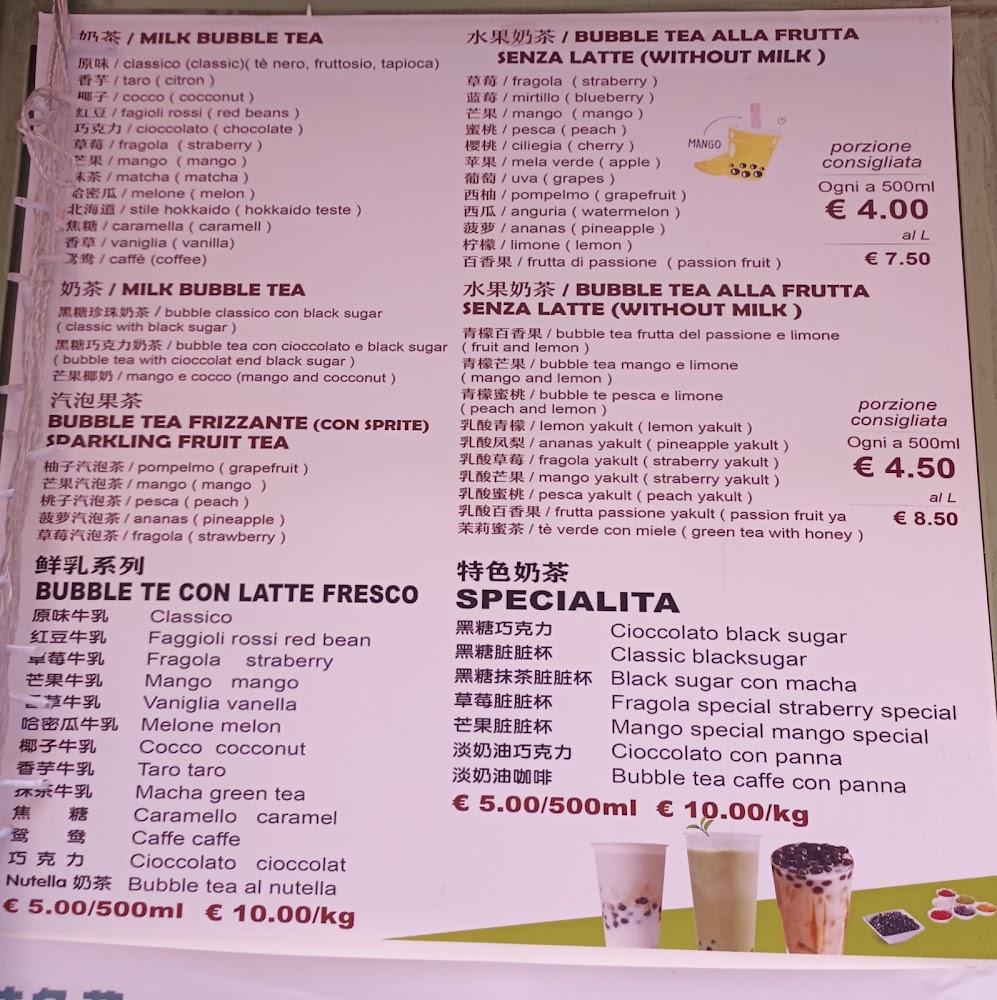 奶茶 / MILK BUBBLE TEA
原味 / classico (classic)( tè nero, fruttosio, tapioca)
香芋 / taro ( citron )
椰子 / cocco ( cocconut )
红豆 / fagioli rossi ( red beans )
巧克力 / cioccolato ( chocolate )
草莓 / fragola ( straberry )
芒果 / mango ( mango )
抹茶 / matcha ( matcha )
哈密瓜 / melone ( melon )
北海道 / stile hokkaido ( hokkaido teste )
焦糖 / caramella ( caramell )
香草 / vaniglia ( vanilla)
鸳鸯 / caffè (coffee)
奶茶 / MILK BUBBLE TEA
黑糖珍珠奶茶 / bubble classico con black sugar
( classic with black sugar )
黑糖巧克力奶茶 / bubble tea con cioccolato e black sugar
( bubble tea with cioccolat end black sugar )
芒果椰奶 / mango e cocco (mango and cocconut )
汽泡果茶
BUBBLE TEA FRIZZANTE (CON SPRITE)
SPARKLING FRUIT TEA
柚子汽泡茶 / pompelmo ( grapefruit )
芒果汽泡茶 / mango ( mango )
桃子汽泡茶 / pesca ( peach )
菠萝汽泡茶 / ananas ( pineapple )
草莓汽泡茶 / fragola ( strawberry )
鲜乳系列
BUBBLE TE CON LATTE FRESCO
原味牛乳 Classico
红豆牛乳 Faggioli rossi red bean
草莓牛乳 Fragola straberry
芒果牛乳 Mango mango
香草牛乳 Vaniglia vanella
哈密瓜牛乳 Melone melon
椰子牛乳 Cocco cocconut
香芋牛乳 Taro taro
抹茶牛乳 Macha green tea
焦 糖 Caramello caramel
鸳 鸯 Caffe caffe
巧 克 力 Cioccolato cioccolat
Nutella 奶茶 Bubble tea al nutella
€ 5.00/500ml € 10.00/kg
水果奶茶 / BUBBLE TEA ALLA FRUTTA
SENZA LATTE (WITHOUT MILK )
草莓 / fragola ( straberry )
蓝莓 / mirtillo ( blueberry )
芒果 / mango ( mango )
蜜桃 / pesca ( peach )
樱桃 / ciliegia ( cherry )
苹果 / mela verde ( apple )
葡萄 / uva ( grapes )
西柚 / pompelmo ( grapefruit )
西瓜 / anguria ( watermelon )
菠萝 / ananas ( pineapple )
柠檬 / limone ( lemon )
百香果 / frutta di passione ( passion fruit )
MANGO
porzione
consigliata
Ogni a 500ml
€ 4.00
al L
€ 7.50
水果奶茶 / BUBBLE TEA ALLA FRUTTA
SENZA LATTE (WITHOUT MILK )
青檬百香果 / bubble tea frutta del passione e limone
( fruit and lemon )
青檬芒果 / bubble tea mango e limone
( mango and lemon )
青檬蜜桃 / bubble te pesca e limone
( peach and lemon )
乳酸青檬 / lemon yakult ( lemon yakult )
乳酸凤梨 / ananas yakult ( pineapple yakult )
乳酸草莓 / fragola yakult ( straberry yakult )
乳酸芒果 / mango yakult ( straberry yakult )
乳酸蜜桃 / pesca yakult ( peach yakult )
乳酸百香果 / frutta passione yakult ( passion fruit ya
茉莉蜜茶 / tè verde con miele ( green tea with honey )
porzione
consigliata
Ogni a 500ml
€ 4.50
al L
€ 8.50
特色奶茶
SPECIALITA
黑糖巧克力 Cioccolato black sugar
黑糖脏脏杯 Classic blacksugar
黑糖抹茶脏脏杯 Black sugar con macha
草莓脏脏杯 Fragola special straberry special
芒果脏脏杯 Mango special mango special
淡奶油巧克力 Cioccolato con panna
淡奶油咖啡 Bubble tea caffe con panna
€ 5.00/500ml € 10.00/kg